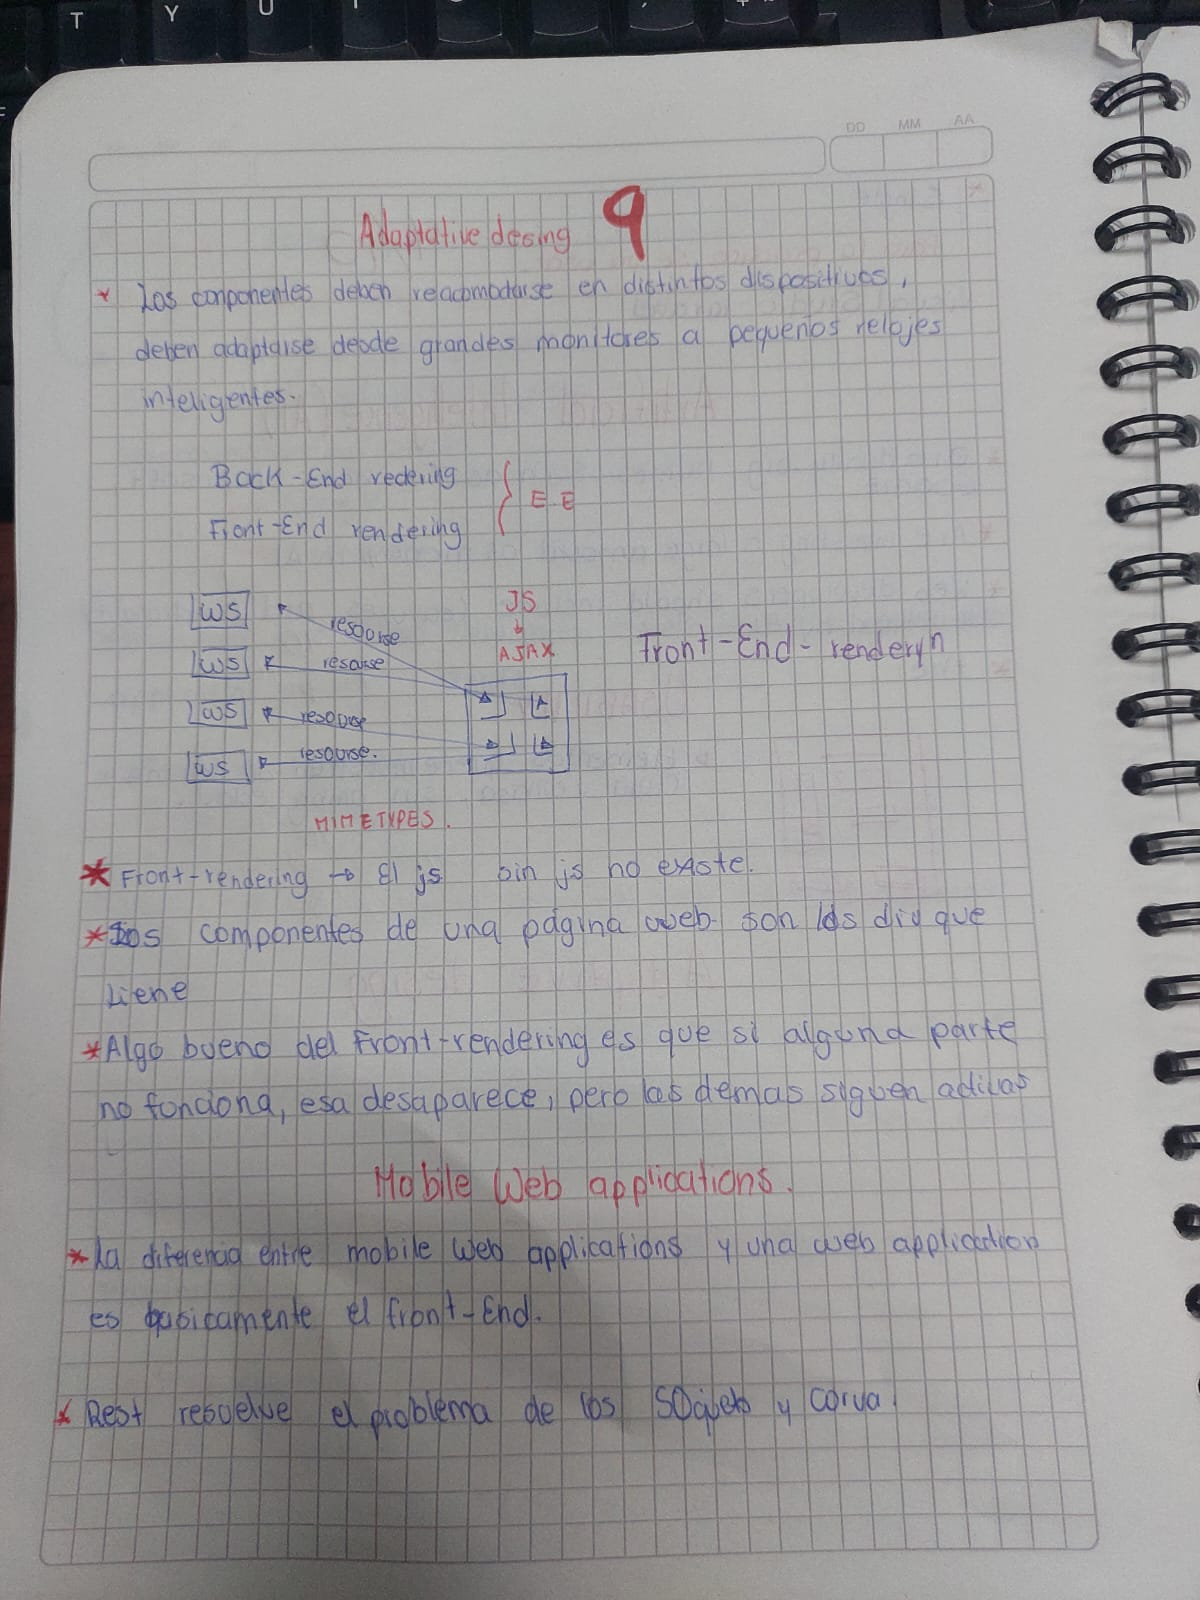 T Y U
DD MM AA
Adaptative desing 9
* Los conponentes deben reacomodarse en distintos dispositivos,
deben adaptarse desde grandes monitores a pequeños relojes
inteligentes.
Back-End redering
Front-End rendering
E.E
WS resourse
JS
AJAX
Front-End-renderyn
WS resourse
WS resourse
WS resourse.
MIMETYPES.
* Front-rendering → El js sin js no existe.
* Los componentes de una página web son los div que
tiene
* Algo bueno del Front-rendering es que si alguna parte
no funciona, esa desaparece, pero las demas siguen activas
Mobile Web applications.
* La diferencia entre mobile web applications y una web application
es basicamente el front-End.
* Rest resuelve el problema de los y corva